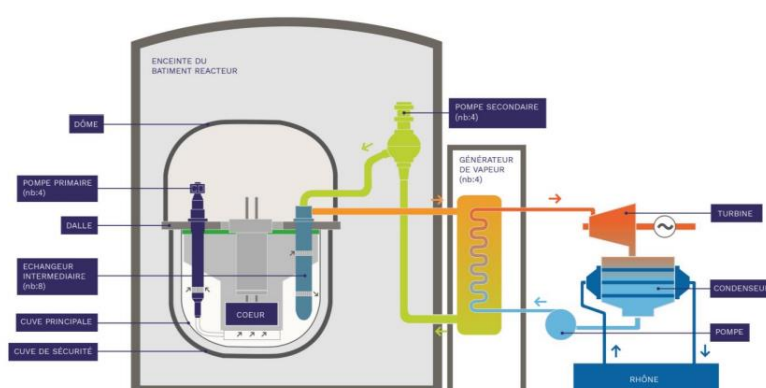 ENCEINTE DU
BATIMENT REACTEUR
DÔME
POMPE PRIMAIRE
(nb:4)
DALLE
ECHANGEUR
INTERMEDIAIRE
(nb:8)
CUVE PRINCIPALE
CUVE DE SÉCURITÉ
COEUR
POMPE SECONDAIRE
(nb:4)
GÉNÉRATEUR
DE VAPEUR
(nb:4)
TURBINE
CONDENSEUR
POMPE
RHÔNE